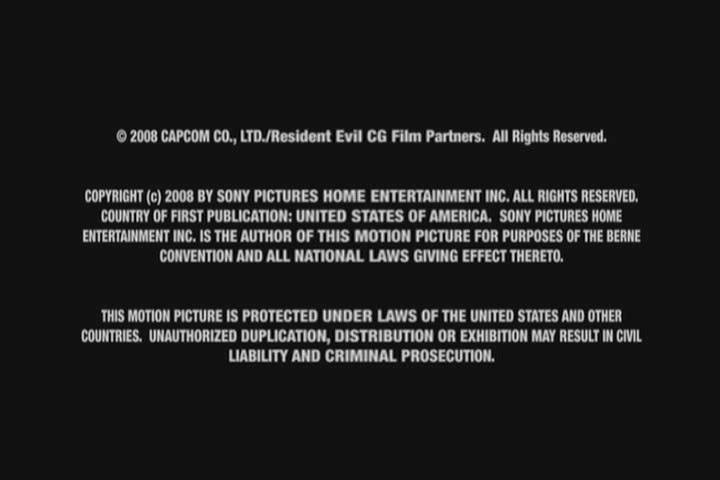 © 2008 CAPCOM CO., LTD./Resident Evil CG Film Partners. All Rights Reserved.
COPYRIGHT (c) 2008 BY SONY PICTURES HOME ENTERTAINMENT INC. ALL RIGHTS RESERVED.
COUNTRY OF FIRST PUBLICATION: UNITED STATES OF AMERICA. SONY PICTURES HOME
ENTERTAINMENT INC. IS THE AUTHOR OF THIS MOTION PICTURE FOR PURPOSES OF THE BERNE
CONVENTION AND ALL NATIONAL LAWS GIVING EFFECT THERETO.
THIS MOTION PICTURE IS PROTECTED UNDER LAWS OF THE UNITED STATES AND OTHER
COUNTRIES. UNAUTHORIZED DUPLICATION, DISTRIBUTION OR EXHIBITION MAY RESULT IN CIVIL
LIABILITY AND CRIMINAL PROSECUTION.